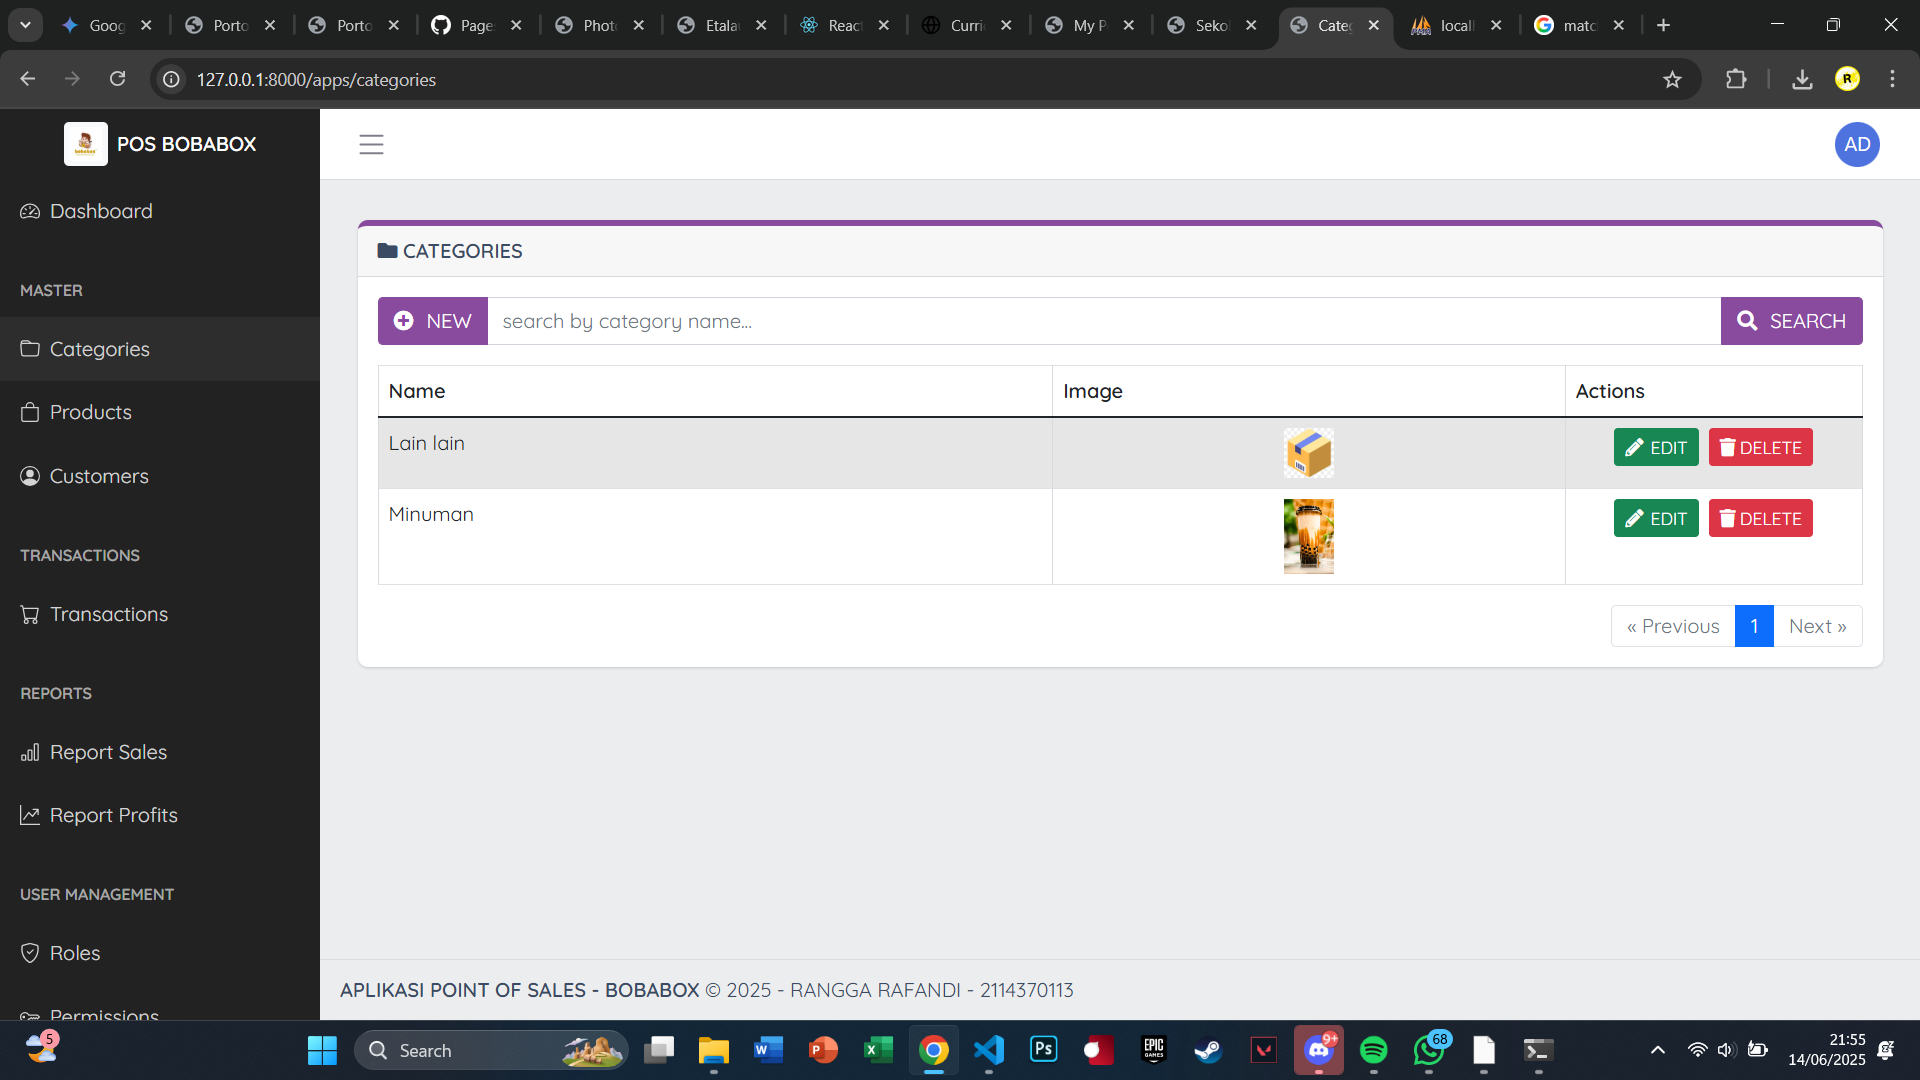 Goog
Porto
Porto
Page
Phot
Etala
React
Curri
My P
Seko
Categ
locall
matc
127.0.0.1:8000/apps/categories
R
POS BOBABOX
AD
Dashboard
MASTER
Categories
Products
Customers
TRANSACTIONS
Transactions
REPORTS
Report Sales
Report Profits
USER MANAGEMENT
Roles
Permissions
CATEGORIES
NEW search by category name... SEARCH
Name Image Actions
Lain lain EDIT DELETE
Minuman EDIT DELETE
« Previous 1 Next »
APLIKASI POINT OF SALES - BOBABOX © 2025 - RANGGA RAFANDI - 2114370113
5
Search
W
P
X
Ps
EPIC
GAMES
9+
68
21:55
14/06/2025